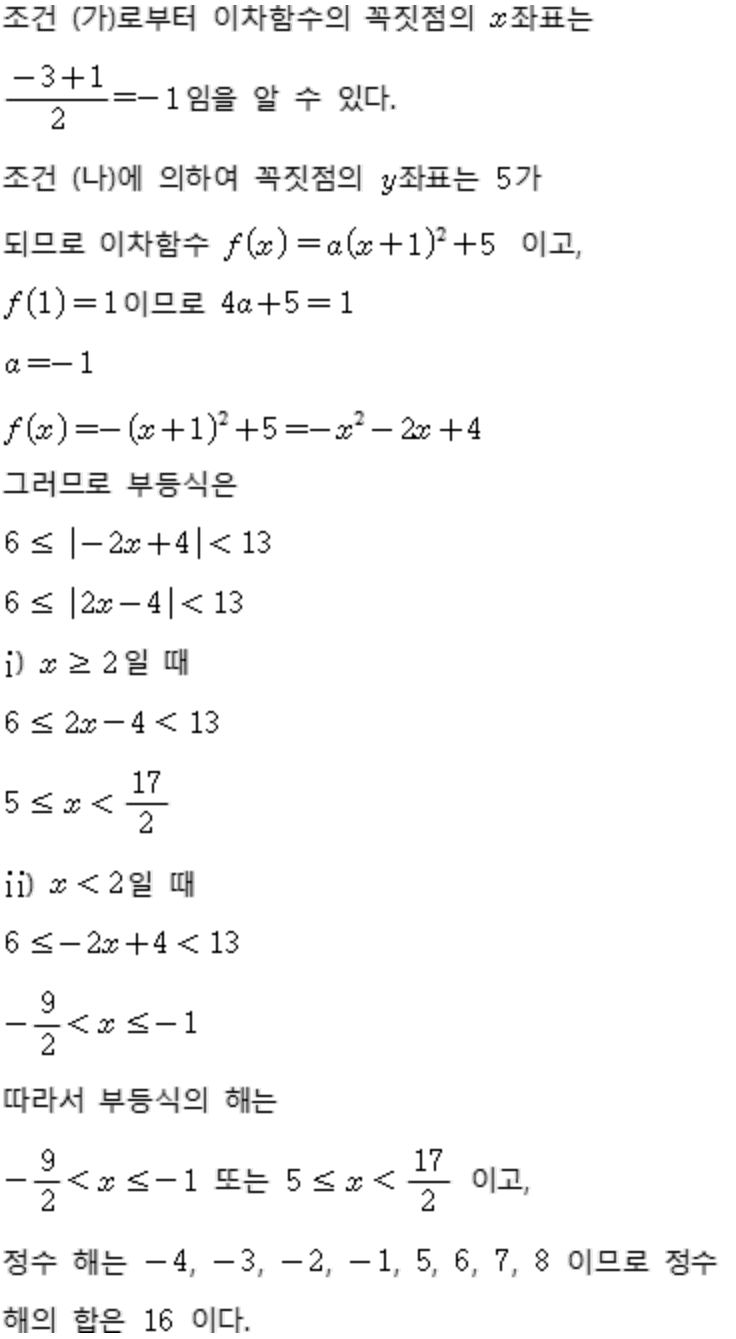 조건 (가)로부터 이차함수의 꼭짓점의 x좌표는
\frac{-3+1}{2}=-1임을 알 수 있다.
조건 (나)에 의하여 꼭짓점의 y좌표는 5가
되므로 이차함수 f(x)=a(x+1)²+5 이고,
f(1)=1이므로 4a+5=1
a=-1
f(x)=-(x+1)²+5=-x²-2x+4
그러므로 부등식은
6 ≤ |-2x+4| < 13
6 ≤ |2x-4| < 13
i) x ≥ 2일 때
6 ≤ 2x-4 < 13
5 ≤ x < \frac{17}{2}
ii) x < 2일 때
6 ≤ -2x+4 < 13
-\frac{9}{2} < x ≤ -1
따라서 부등식의 해는
-\frac{9}{2} < x ≤ -1 또는 5 ≤ x < \frac{17}{2} 이고,
정수 해는 -4, -3, -2, -1, 5, 6, 7, 8 이므로 정수
해의 합은 16 이다.